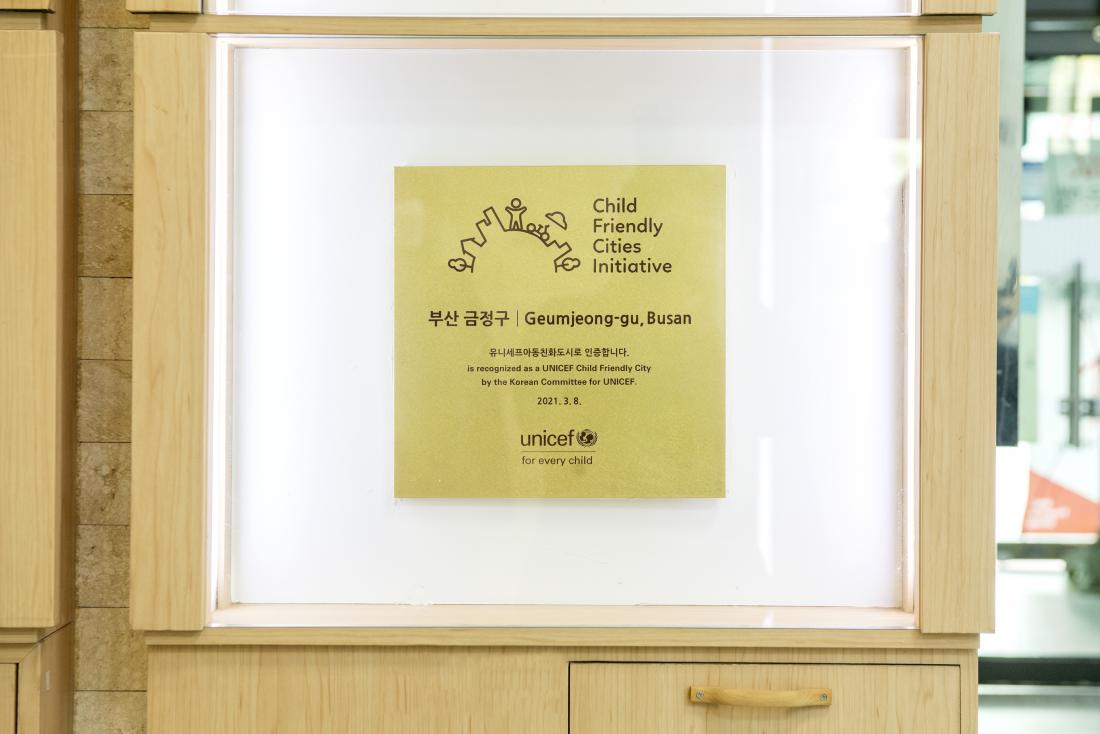 Child
Friendly
Cities
Initiative
부산 금정구 | Geumjeong-gu, Busan
유니세프아동친화도시로 인증합니다.
is recognized as a UNICEF Child Friendly City
by the Korean Committee for UNICEF.
2021. 3. 8.
unicef
for every child